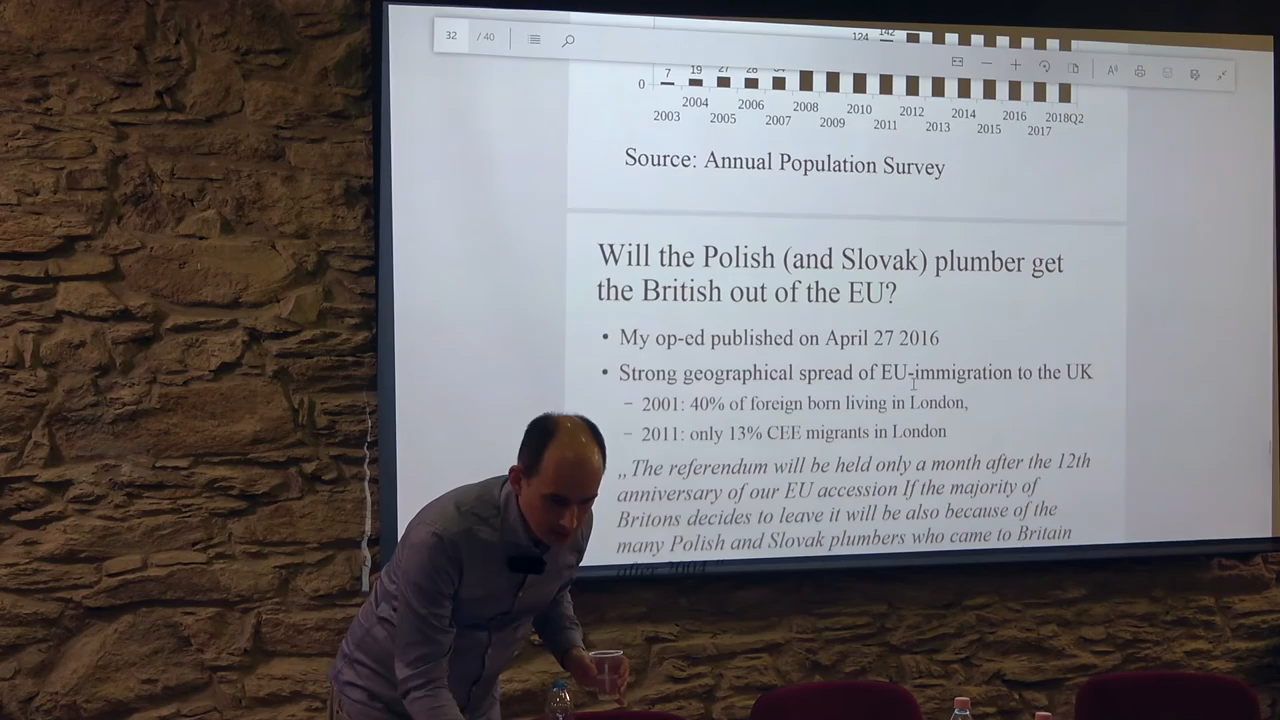 32 / 40
124 142
7 19 27 28
0
2004 2006 2008 2010 2012 2014 2016 2018Q2
2003 2005 2007 2009 2011 2013 2015 2017
Source: Annual Population Survey
Will the Polish (and Slovak) plumber get
the British out of the EU?
• My op-ed published on April 27 2016
• Strong geographical spread of EU-immigration to the UK
– 2001: 40% of foreign born living in London,
– 2011: only 13% CEE migrants in London
„The referendum will be held only a month after the 12th
anniversary of our EU accession If the majority of
Britons decides to leave it will be also because of the
many Polish and Slovak plumbers who came to Britain
after 2004."